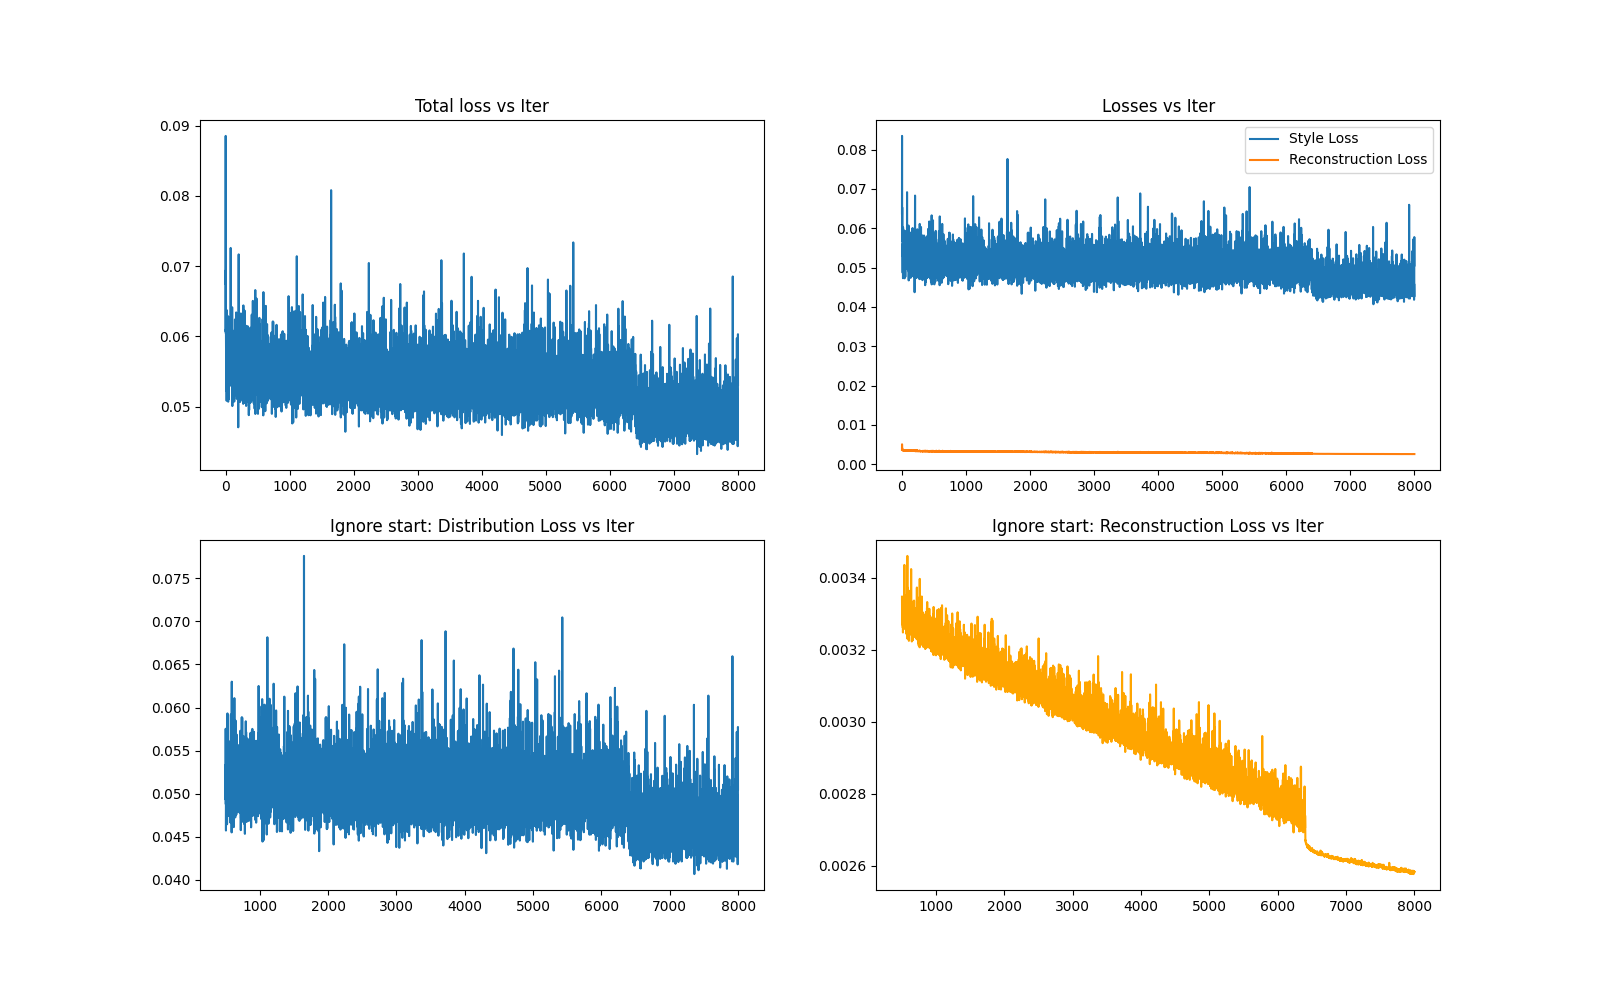 Total loss vs Iter
0.09
0.08
0.07
0.06
0.05
0 1000 2000 3000 4000 5000 6000 7000 8000
Losses vs Iter
Style Loss
Reconstruction Loss
0.08
0.07
0.06
0.05
0.04
0.03
0.02
0.01
0.00
0 1000 2000 3000 4000 5000 6000 7000 8000
Ignore start: Distribution Loss vs Iter
0.075
0.070
0.065
0.060
0.055
0.050
0.045
0.040
1000 2000 3000 4000 5000 6000 7000 8000
Ignore start: Reconstruction Loss vs Iter
0.0034
0.0032
0.0030
0.0028
0.0026
1000 2000 3000 4000 5000 6000 7000 8000